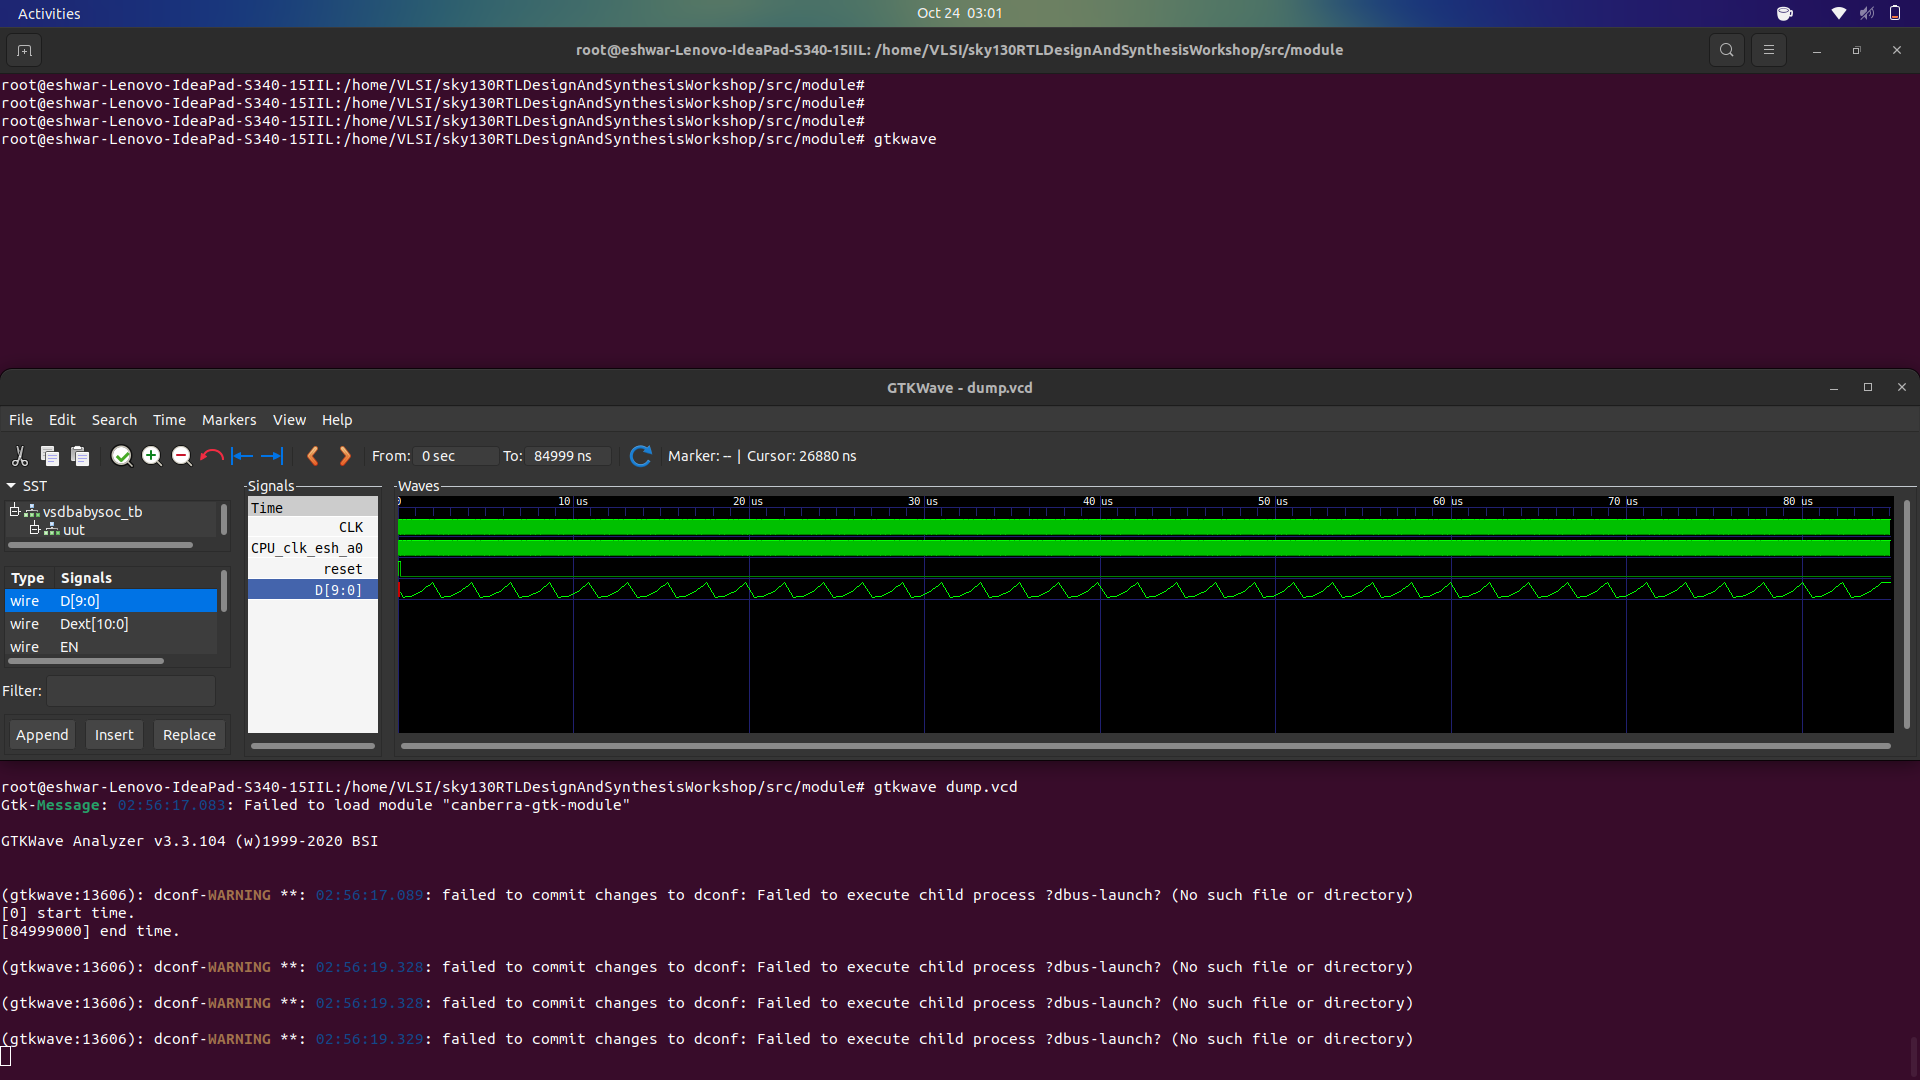 Activities
Oct 24 03:01
root@eshwar-Lenovo-IdeaPad-S340-15IIL: /home/VLSI/sky130RTLDesignAndSynthesisWorkshop/src/module
root@eshwar-Lenovo-IdeaPad-S340-15IIL:/home/VLSI/sky130RTLDesignAndSynthesisWorkshop/src/module#
root@eshwar-Lenovo-IdeaPad-S340-15IIL:/home/VLSI/sky130RTLDesignAndSynthesisWorkshop/src/module#
root@eshwar-Lenovo-IdeaPad-S340-15IIL:/home/VLSI/sky130RTLDesignAndSynthesisWorkshop/src/module#
root@eshwar-Lenovo-IdeaPad-S340-15IIL:/home/VLSI/sky130RTLDesignAndSynthesisWorkshop/src/module# gtkwave
GTKWave - dump.vcd
File Edit Search Time Markers View Help
From: 0 sec To: 84999 ns Marker: -- | Cursor: 26880 ns
SST
vsdbabysoc_tb
uut
Type Signals
wire D[9:0]
wire Dext[10:0]
wire EN
Filter:
Append Insert Replace
Signals
Time
CLK
CPU_clk_esh_a0
reset
D[9:0]
Waves
0 10 us 20 us 30 us 40 us 50 us 60 us 70 us 80 us
root@eshwar-Lenovo-IdeaPad-S340-15IIL:/home/VLSI/sky130RTLDesignAndSynthesisWorkshop/src/module# gtkwave dump.vcd
Gtk-Message: 02:56:17.083: Failed to load module "canberra-gtk-module"
GTKWave Analyzer v3.3.104 (w)1999-2020 BSI
(gtkwave:13606): dconf-WARNING **: 02:56:17.089: failed to commit changes to dconf: Failed to execute child process ?dbus-launch? (No such file or directory)
[0] start time.
[84999000] end time.
(gtkwave:13606): dconf-WARNING **: 02:56:19.328: failed to commit changes to dconf: Failed to execute child process ?dbus-launch? (No such file or directory)
(gtkwave:13606): dconf-WARNING **: 02:56:19.328: failed to commit changes to dconf: Failed to execute child process ?dbus-launch? (No such file or directory)
(gtkwave:13606): dconf-WARNING **: 02:56:19.329: failed to commit changes to dconf: Failed to execute child process ?dbus-launch? (No such file or directory)